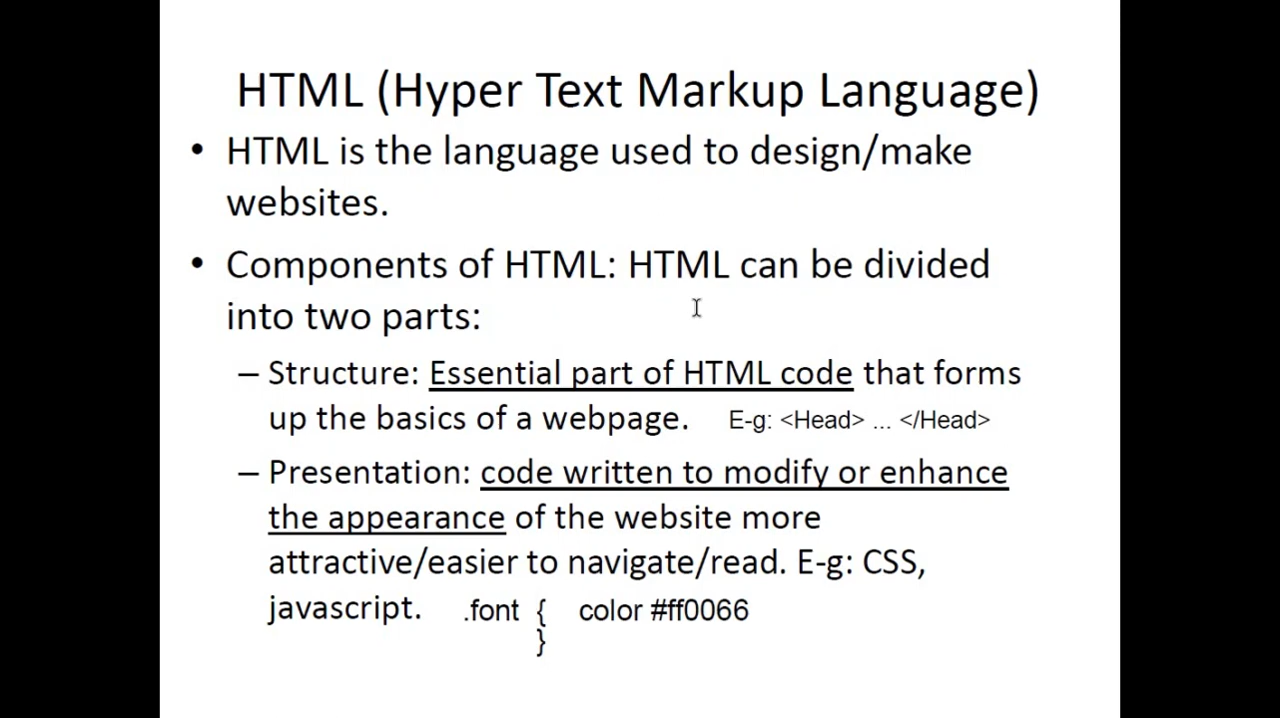 HTML (Hyper Text Markup Language)
• HTML is the language used to design/make
websites.
• Components of HTML: HTML can be divided
into two parts:
– Structure: Essential part of HTML code that forms
up the basics of a webpage. E-g: <Head> ... </Head>
– Presentation: code written to modify or enhance
the appearance of the website more
attractive/easier to navigate/read. E-g: CSS,
javascript. .font { color #ff0066
}